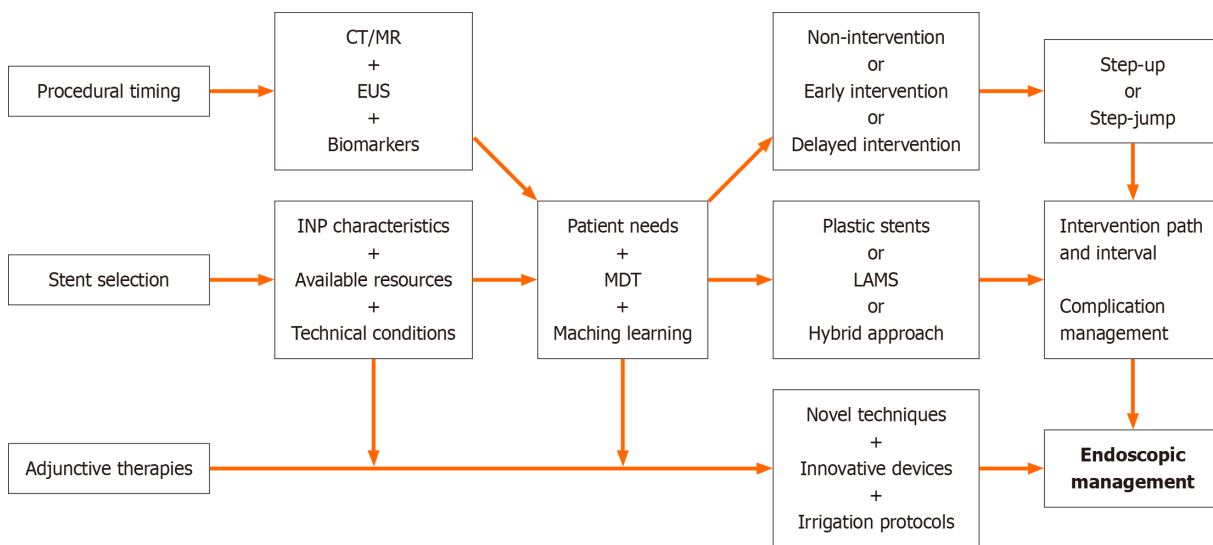 Procedural timing
CT/MR
+
EUS
+
Biomarkers
Non-intervention
or
Early intervention
or
Delayed intervention
Step-up
or
Step-jump
Stent selection
INP characteristics
+
Available resources
+
Technical conditions
Patient needs
+
MDT
+
Maching learning
Plastic stents
or
LAMS
or
Hybrid approach
Intervention path
and interval
Complication
management
Adjunctive therapies
Novel techniques
+
Innovative devices
+
Irrigation protocols
Endoscopic
management